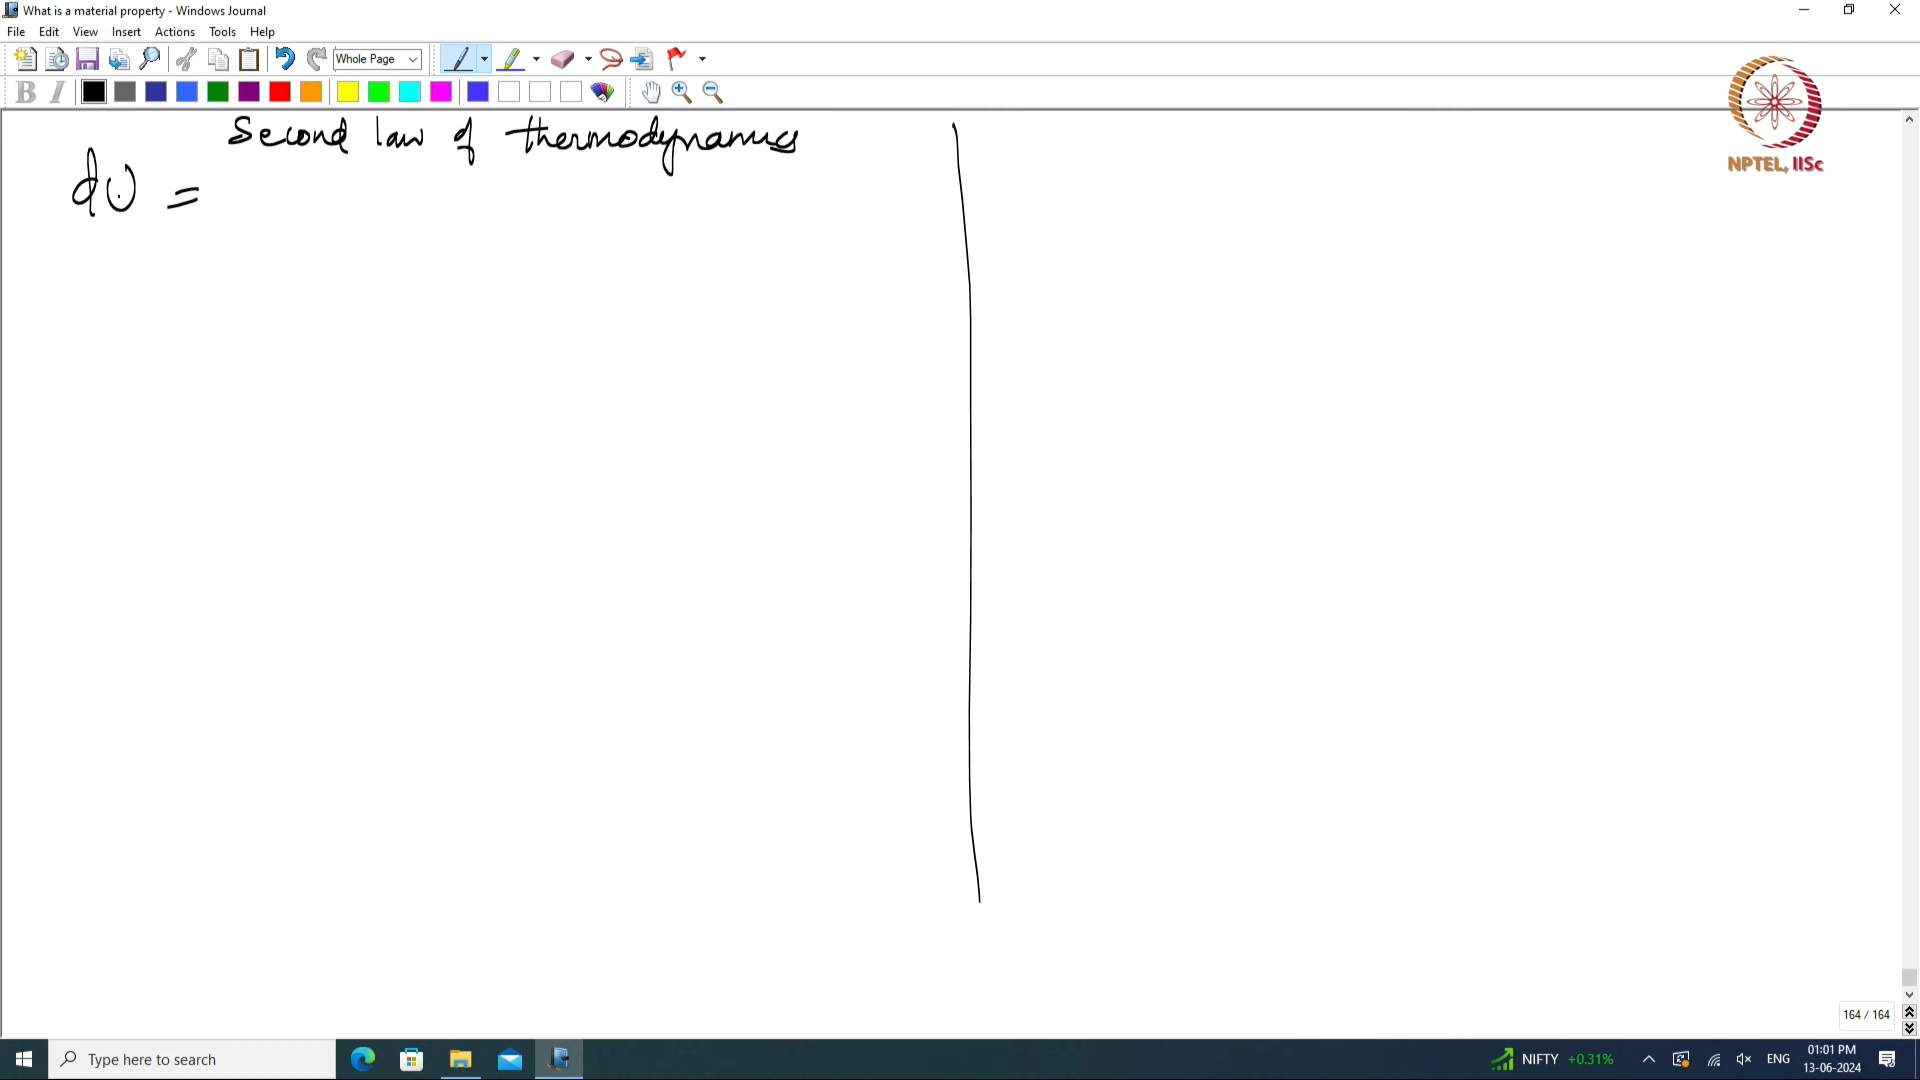 What is a material property - Windows Journal
File Edit View Insert Actions Tools Help
Whole Page
B I
NPTEL, IISc
Second law of thermodynamics
dU =
164 / 164
Type here to search
NIFTY +0.31%
ENG
01:01 PM
13-06-2024